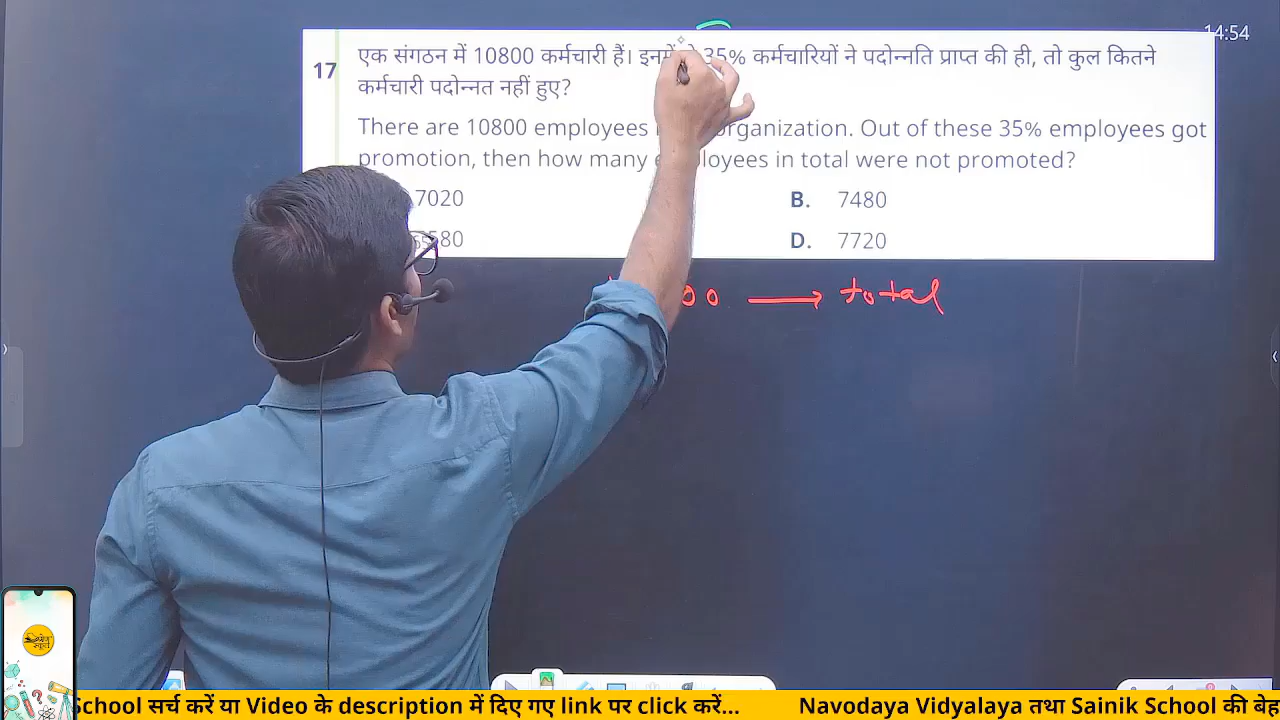 14:54
17
एक संगठन में 10800 कर्मचारी हैं। इनमें 35% कर्मचारियों ने पदोन्नति प्राप्त की ही, तो कुल कितने
कर्मचारी पदोन्नत नहीं हुए?
There are 10800 employees organization. Out of these 35% employees got
promotion, then how many employees in total were not promoted?
7020
B. 7480
580
D. 7720
00 → total
School सर्च करें या Video के description में दिए गए link पर click करें... Navodaya Vidyalaya तथा Sainik School की बेह